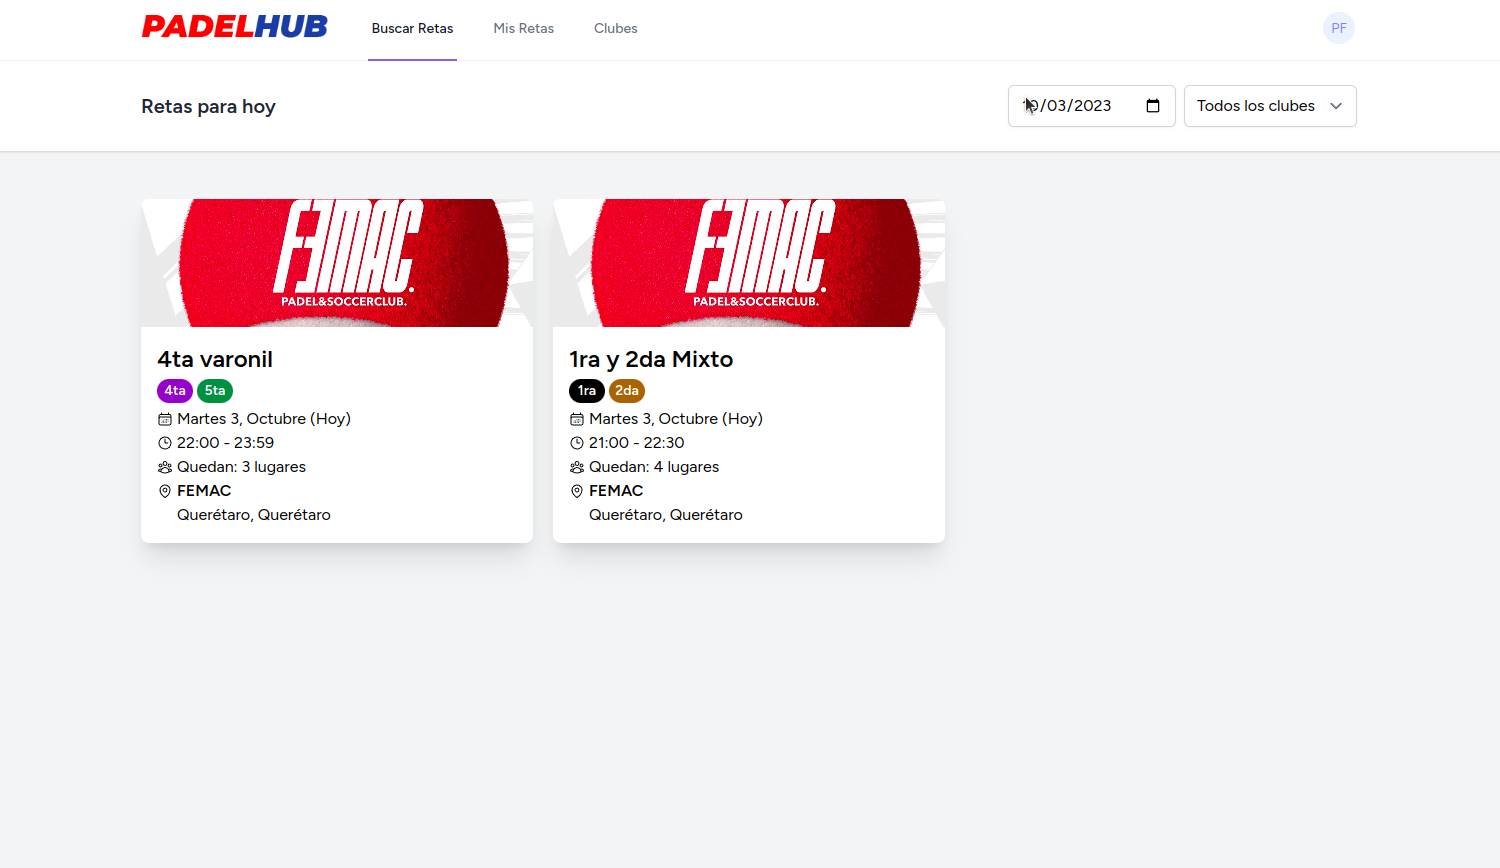 PADELHUB Buscar Retas Mis Retas Clubes PF
Retas para hoy
/03/2023 Todos los clubes
FEMAC.
PADEL&SOCCERCLUB.
4ta varonil
4ta 5ta
Martes 3, Octubre (Hoy)
22:00 - 23:59
Quedan: 3 lugares
FEMAC
Querétaro, Querétaro
FEMAC.
PADEL&SOCCERCLUB.
1ra y 2da Mixto
1ra 2da
Martes 3, Octubre (Hoy)
21:00 - 22:30
Quedan: 4 lugares
FEMAC
Querétaro, Querétaro